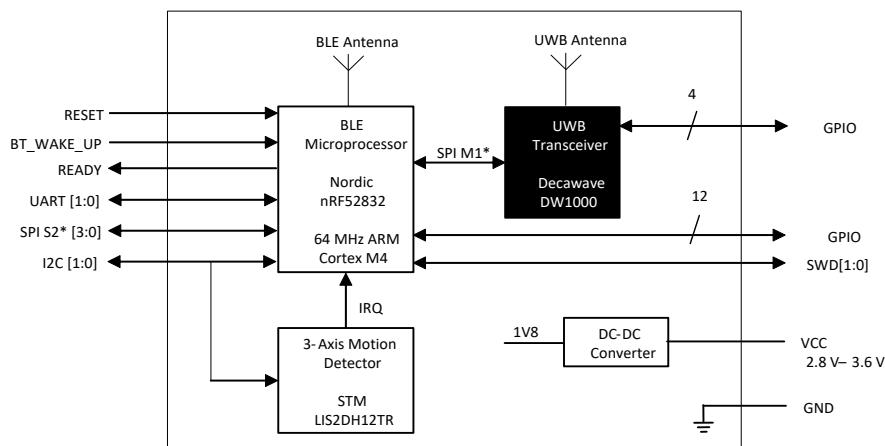 BLE Antenna
UWB Antenna
RESET
BT_WAKE_UP
READY
UART [1:0]
SPI S2* [3:0]
I2C [1:0]
BLE
Microprocessor
Nordic
nRF52832
64 MHz ARM
Cortex M4
SPI M1*
UWB
Transceiver
Decawave
DW1000
4
GPIO
12
GPIO
SWD[1:0]
IRQ
3-Axis Motion
Detector
STM
LIS2DH12TR
1V8
DC-DC
Converter
VCC
2.8 V– 3.6 V
GND